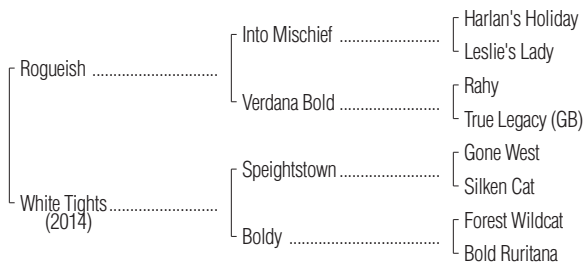 Harlan's Holiday
Into Mischief
Leslie's Lady
Rogueish
Rahy
Verdana Bold
True Legacy (GB)
Gone West
Speightstown
Silken Cat
White Tights
(2014)
Forest Wildcat
Boldy
Bold Ruritana